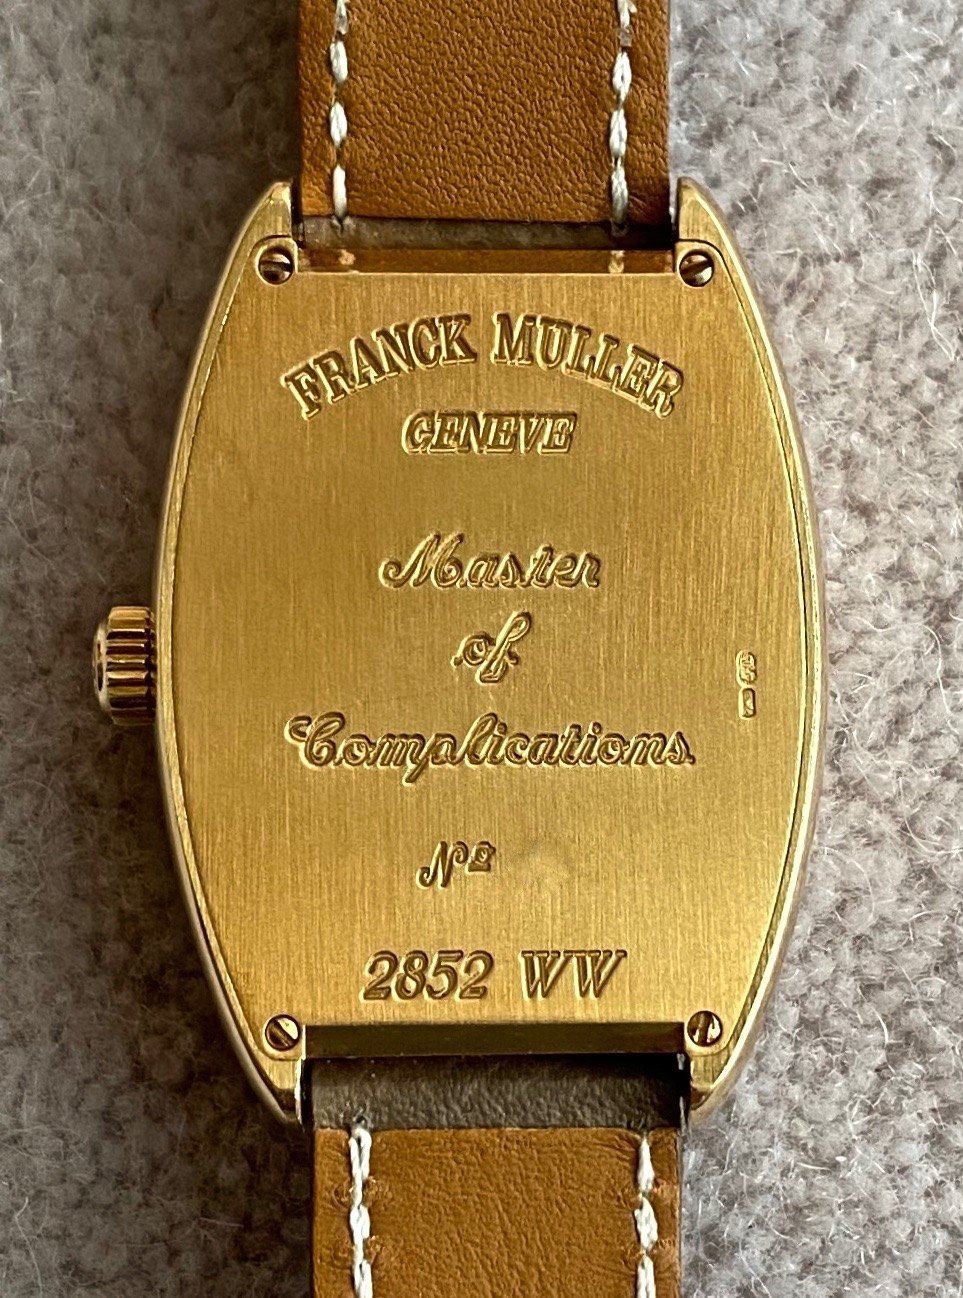 FRANCK MULLER
GENEVE
Master
of
Complications
Nº
2852 WW